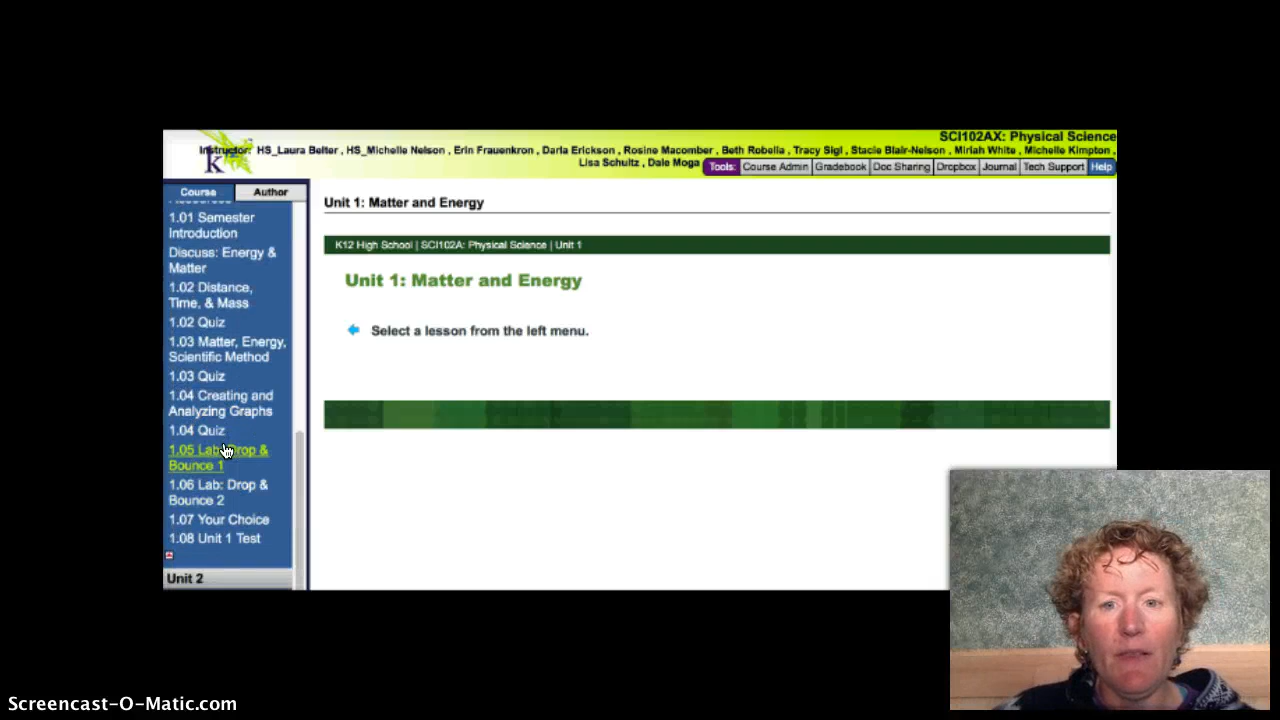 SCI102AX: Physical Science
Instructor: HS_Laura Belter , HS_Michelle Nelson , Erin Frauenkron , Darla Erickson , Rosine Macomber , Beth Robelia , Tracy Sigl , Stacie Blair-Nelson , Miriah White , Michelle Kimpton ,
Lisa Schultz , Dale Moga
K
Tools: Course Admin Gradebook Doc Sharing Dropbox Journal Tech Support Help
Course Author
1.01 Semester
Introduction
Discuss: Energy &
Matter
1.02 Distance,
Time, & Mass
1.02 Quiz
1.03 Matter, Energy,
Scientific Method
1.03 Quiz
1.04 Creating and
Analyzing Graphs
1.04 Quiz
1.05 Lab: Drop &
Bounce 1
1.06 Lab: Drop &
Bounce 2
1.07 Your Choice
1.08 Unit 1 Test
Unit 2
Unit 1: Matter and Energy
K12 High School | SCI102A: Physical Science | Unit 1
Unit 1: Matter and Energy
Select a lesson from the left menu.
Screencast-O-Matic.com